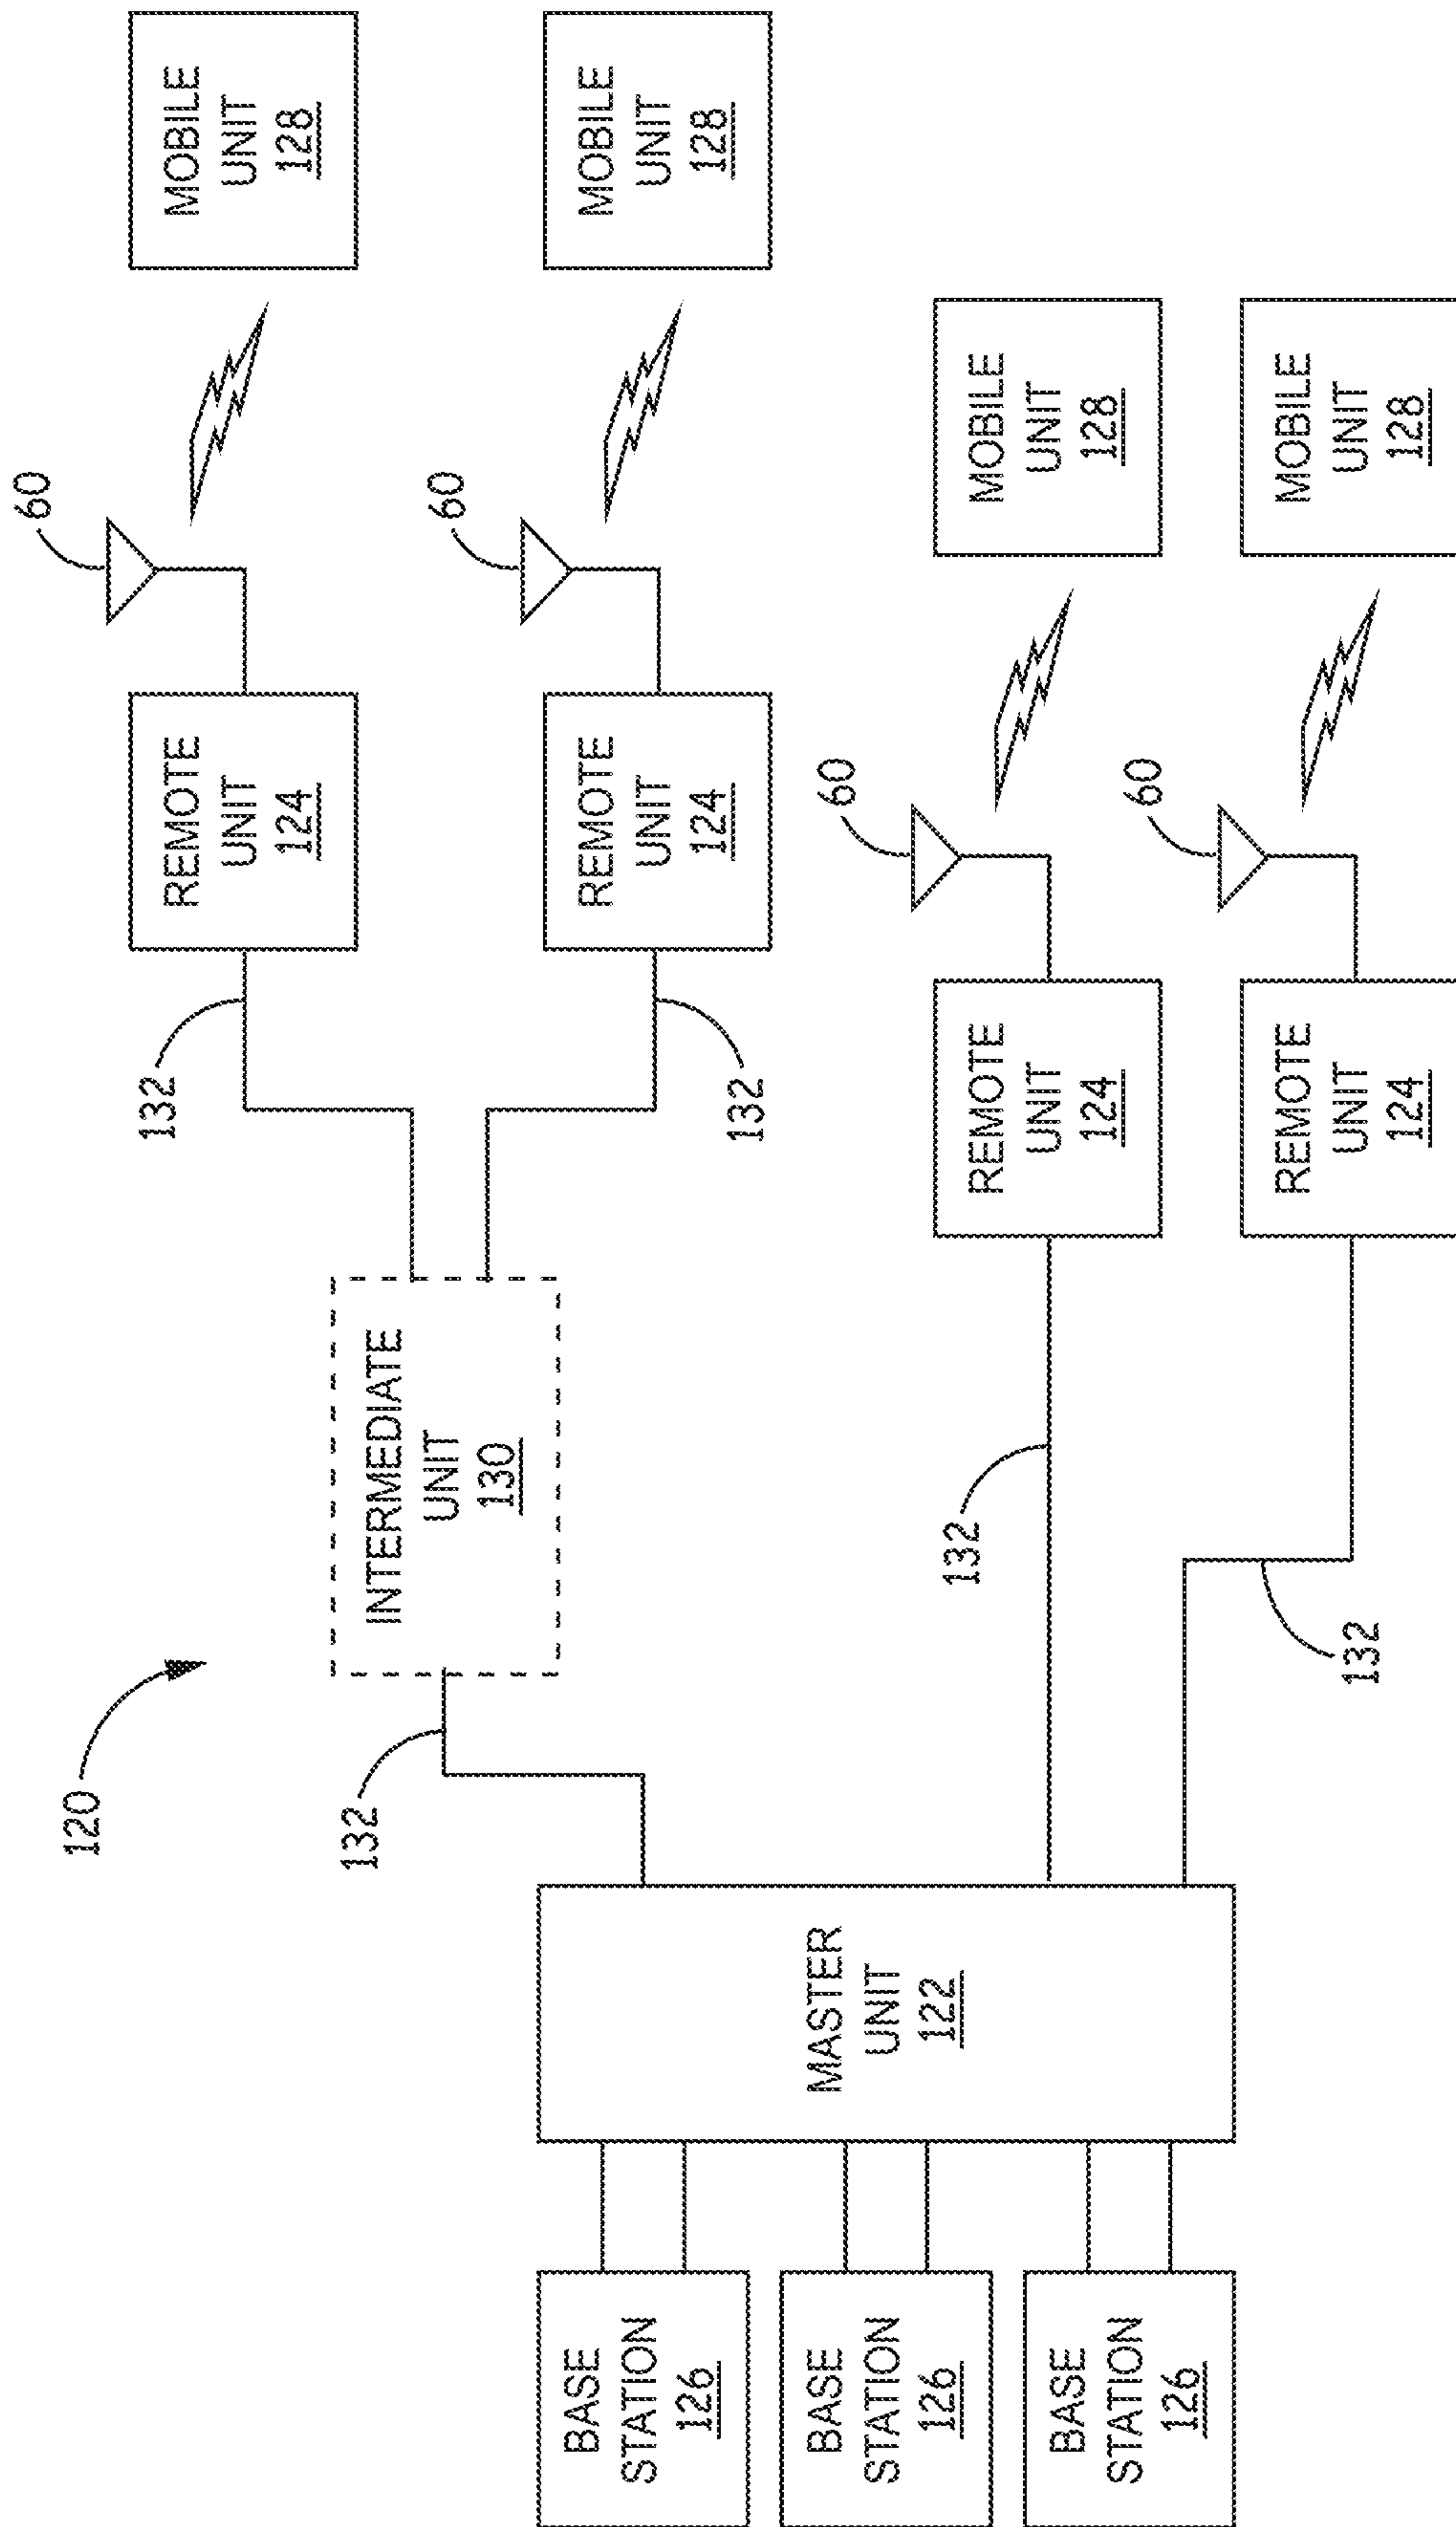 120
60
MOBILE
UNIT
128
REMOTE
UNIT
124
132
INTERMEDIATE
UNIT
130
132
60
MOBILE
UNIT
128
REMOTE
UNIT
124
132
BASE
STATION
126
BASE
STATION
126
BASE
STATION
126
MASTER
UNIT
122
132
REMOTE
UNIT
124
60
MOBILE
UNIT
128
132
REMOTE
UNIT
124
60
MOBILE
UNIT
128